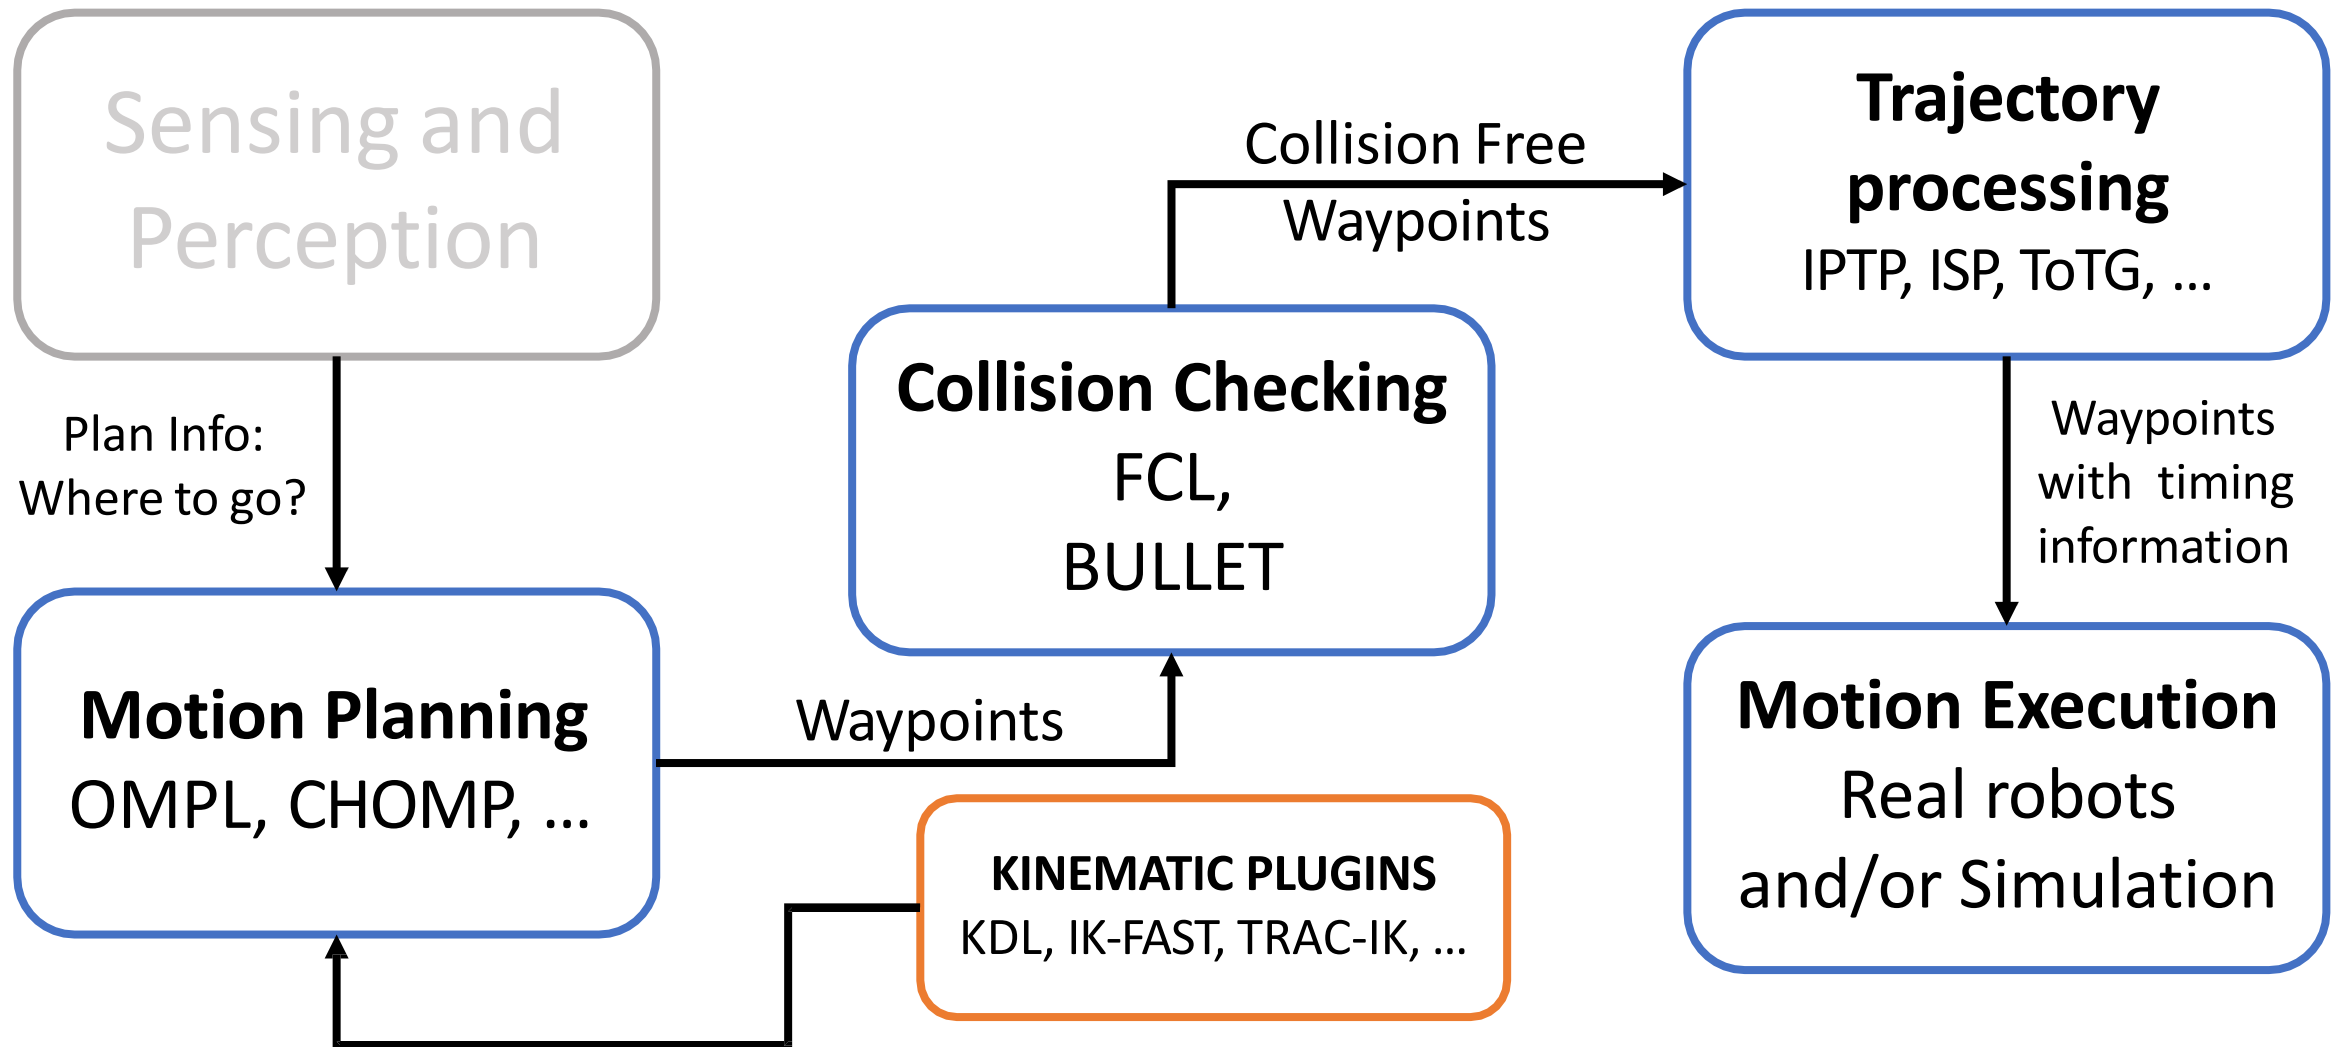 Sensing and
Perception
Plan Info:
Where to go?
Motion Planning
OMPL, CHOMP, ...
Waypoints
KINEMATIC PLUGINS
KDL, IK-FAST, TRAC-IK, ...
Collision Checking
FCL,
BULLET
Collision Free
Waypoints
Trajectory
processing
IPTP, ISP, ToTG, ...
Waypoints
with timing
information
Motion Execution
Real robots
and/or Simulation